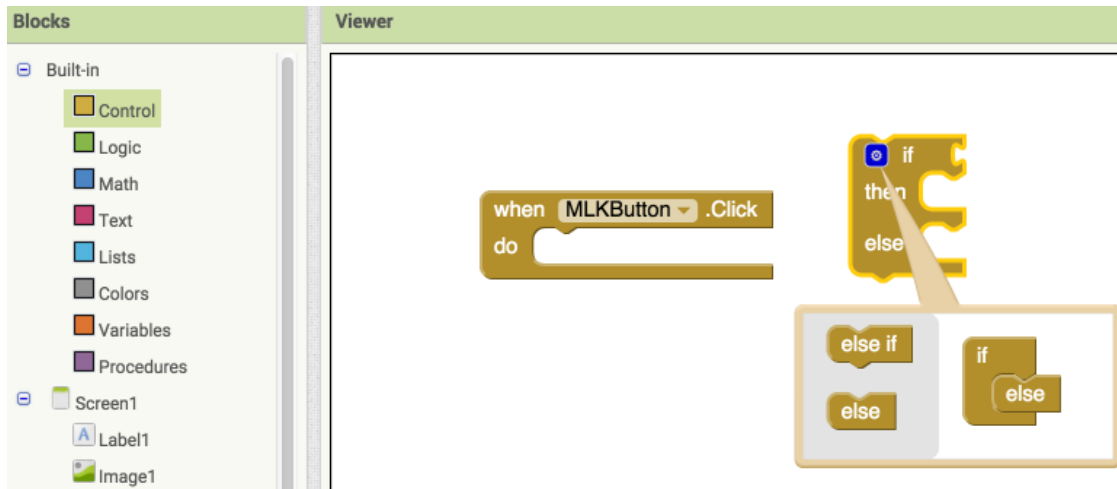 Blocks
Built-in
Control
Logic
Math
Text
Lists
Colors
Variables
Procedures
Screen1
Label1
A
Image1
Viewer
when MLKButton .Click
do
if
then
else
else if
else
if
else